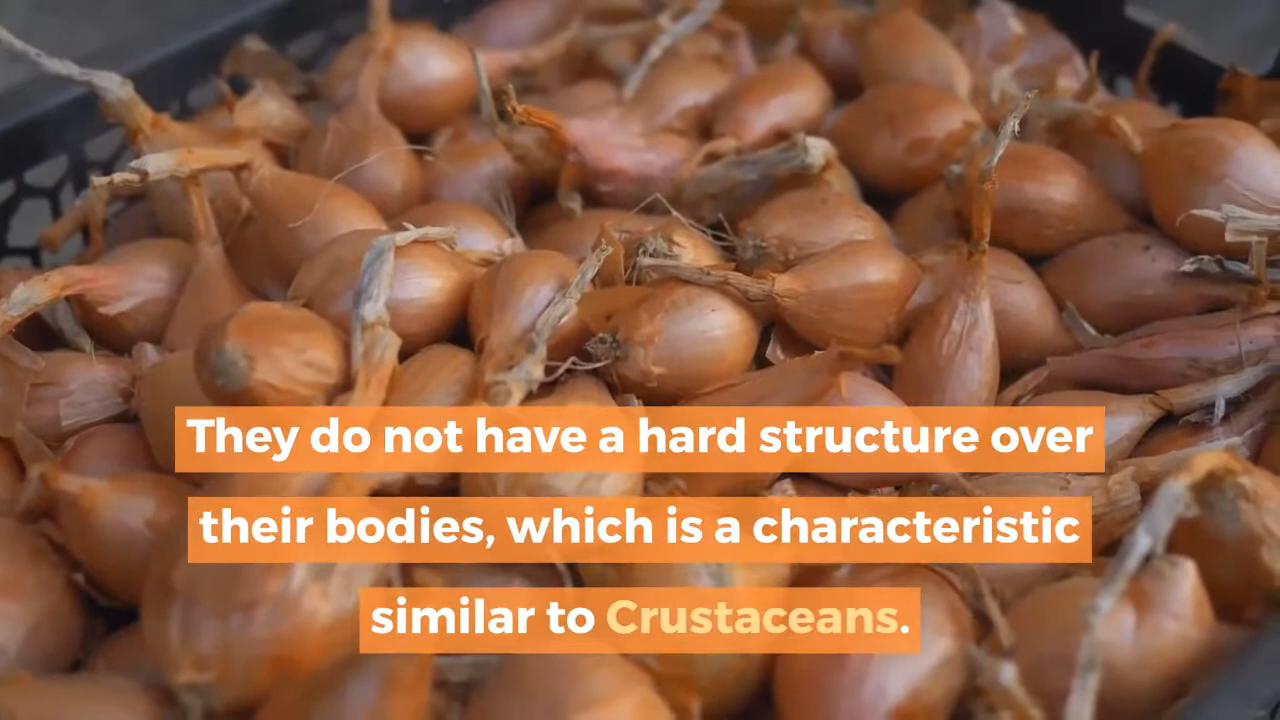 They do not have a hard structure over
their bodies, which is a characteristic
similar to Crustaceans.